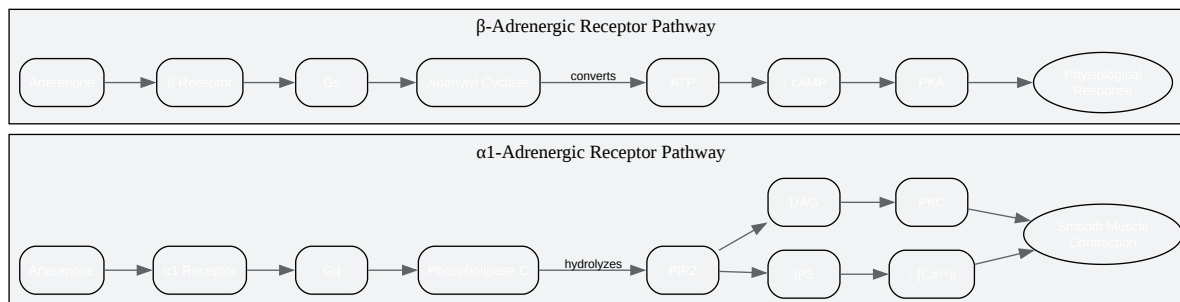 β-Adrenergic Receptor Pathway
Arterenone
β Receptor
Gs
Adenylyl Cyclase
converts
ATP
↑ cAMP
PKA
Physiological
Response
α1-Adrenergic Receptor Pathway
Arterenone
α1 Receptor
Gq
Phospholipase C
hydrolyzes
PIP2
DAG
PKC
IP3
Smooth Muscle
Contraction